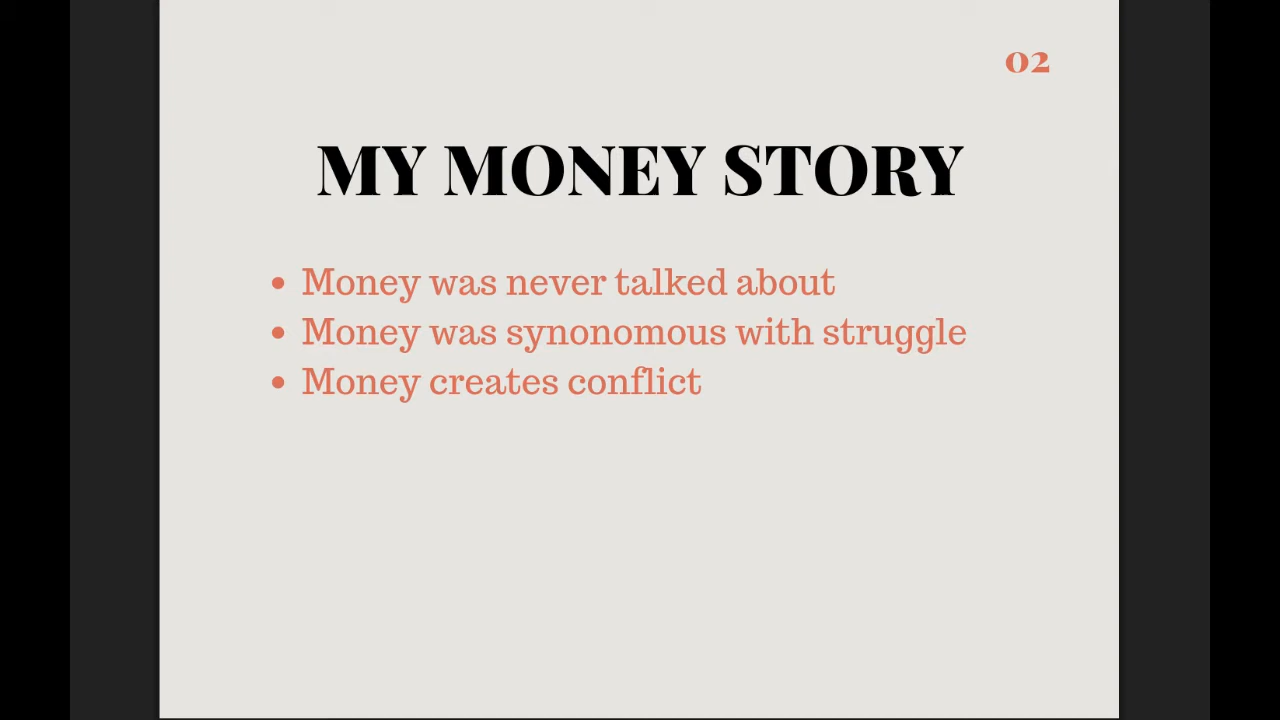 02
MY MONEY STORY
• Money was never talked about
• Money was synonomous with struggle
• Money creates conflict